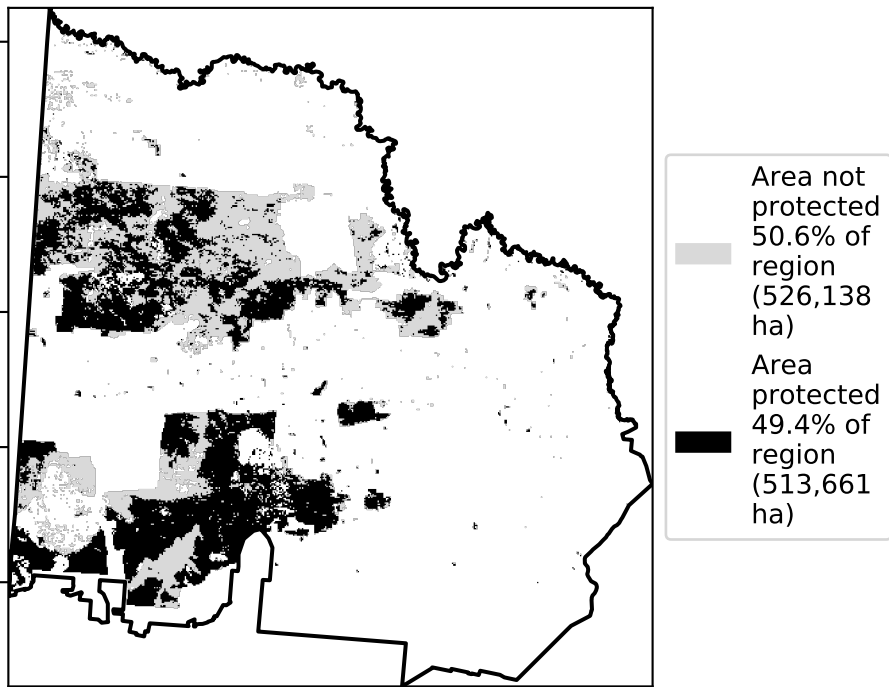 Area not
protected
50.6% of
region
(526,138
ha)
Area
protected
49.4% of
region
(513,661
ha)